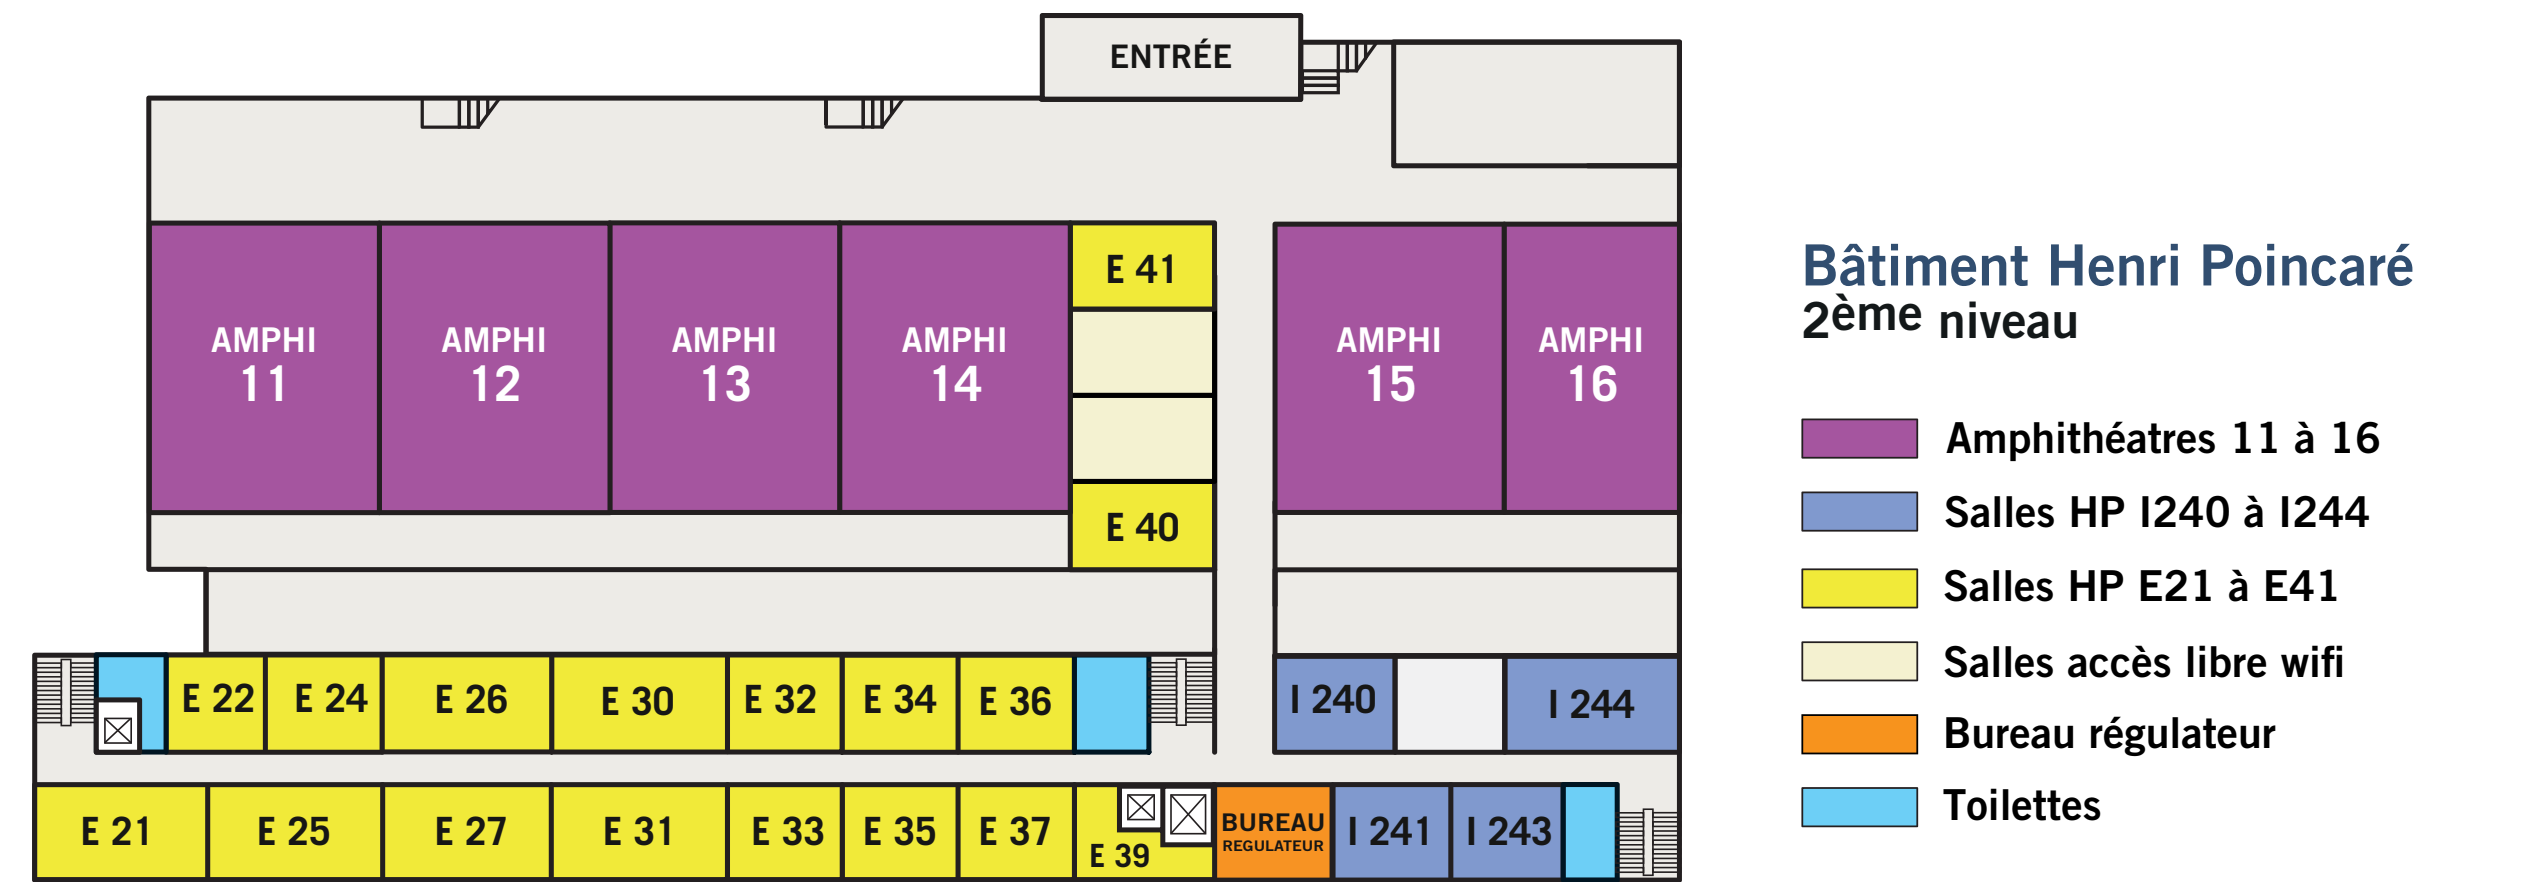 ENTRÉE
E 41
AMPHI
11
AMPHI
12
AMPHI
13
AMPHI
14
AMPHI
15
AMPHI
16
E 40
E 22
E 24
E 26
E 30
E 32
E 34
E 36
I 240
I 244
E 21
E 25
E 27
E 31
E 33
E 35
E 37
E 39
BUREAU
REGULATEUR
I 241
I 243
Bâtiment Henri Poincaré
2ème niveau
Amphithéatres 11 à 16
Salles HP I240 à I244
Salles HP E21 à E41
Salles accès libre wifi
Bureau régulateur
Toilettes